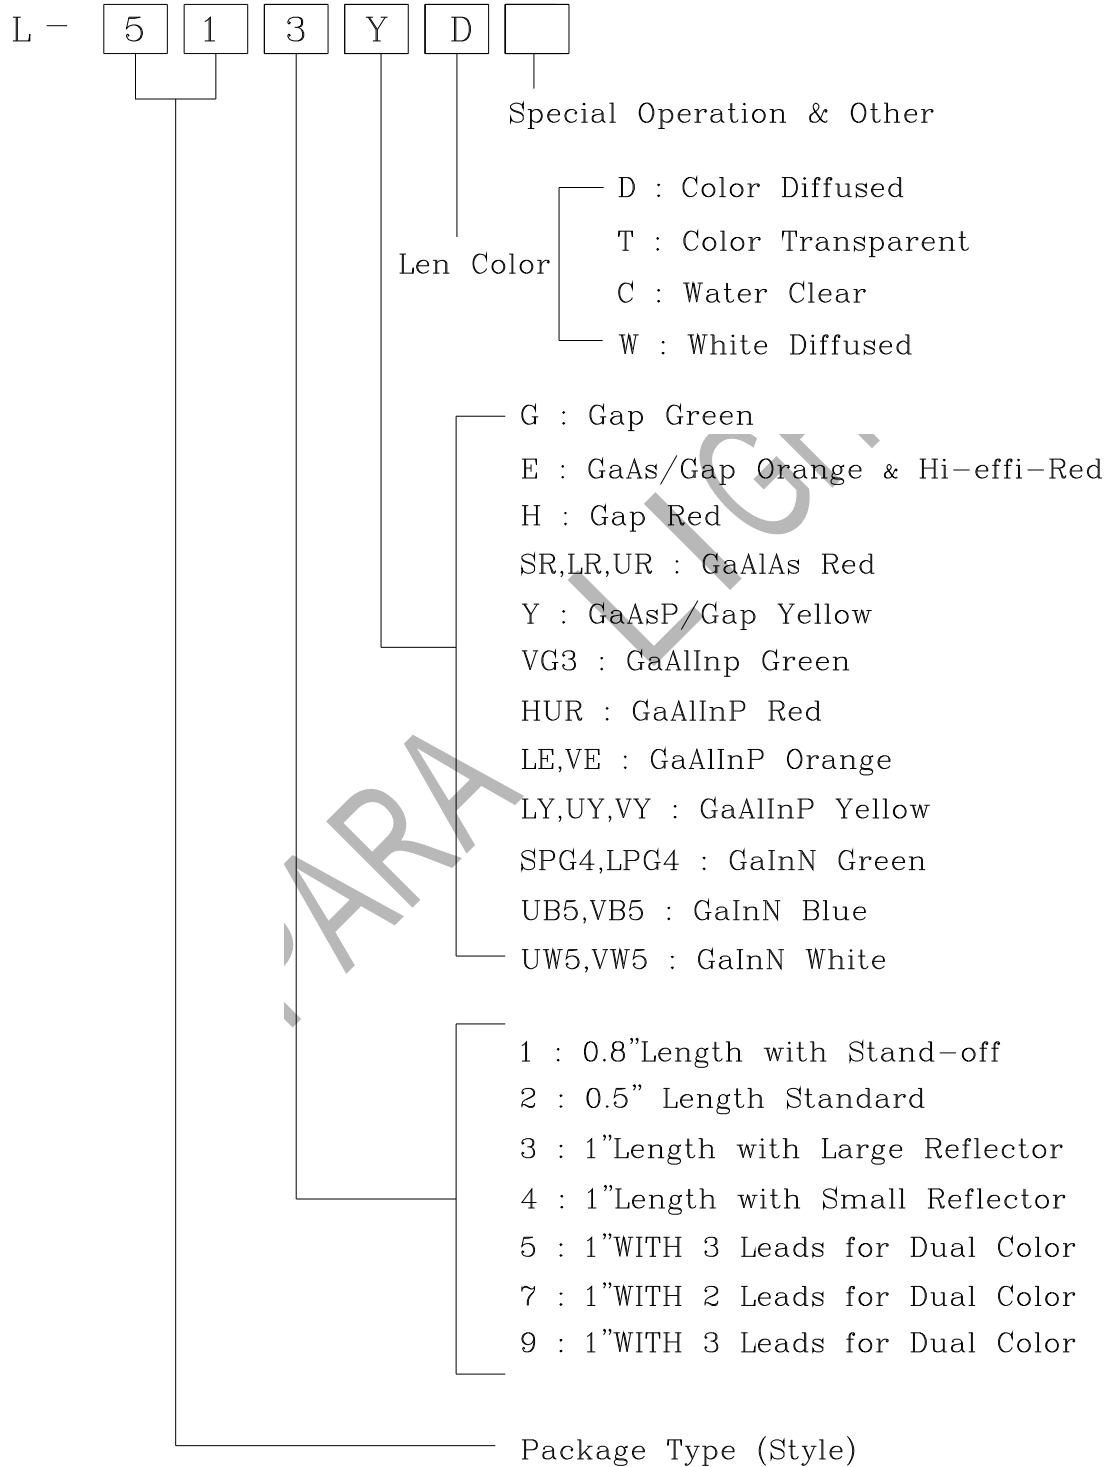 L- 5 1 3 Y D
Special Operation & Other
D : Color Diffused
T : Color Transparent
Len Color
C : Water Clear
W : White Diffused
G : Gap Green
E : GaAs/Gap Orange & Hi-effi-Red
H : Gap Red
SR,LR,UR : GaAlAs Red
Y : GaAsP/Gap Yellow
VG3 : GaAlInp Green
HUR : GaAlInP Red
LE,VE : GaAlInP Orange
LY,UY,VY : GaAlInP Yellow
SPG4,LPG4 : GaInN Green
UB5,VB5 : GaInN Blue
UW5,VW5 : GaInN White
1 : 0.8”Length with Stand-off
2 : 0.5” Length Standard
3 : 1”Length with Large Reflector
4 : 1”Length with Small Reflector
5 : 1”WITH 3 Leads for Dual Color
7 : 1”WITH 2 Leads for Dual Color
9 : 1”WITH 3 Leads for Dual Color
Package Type (Style)
PARA LIGHT